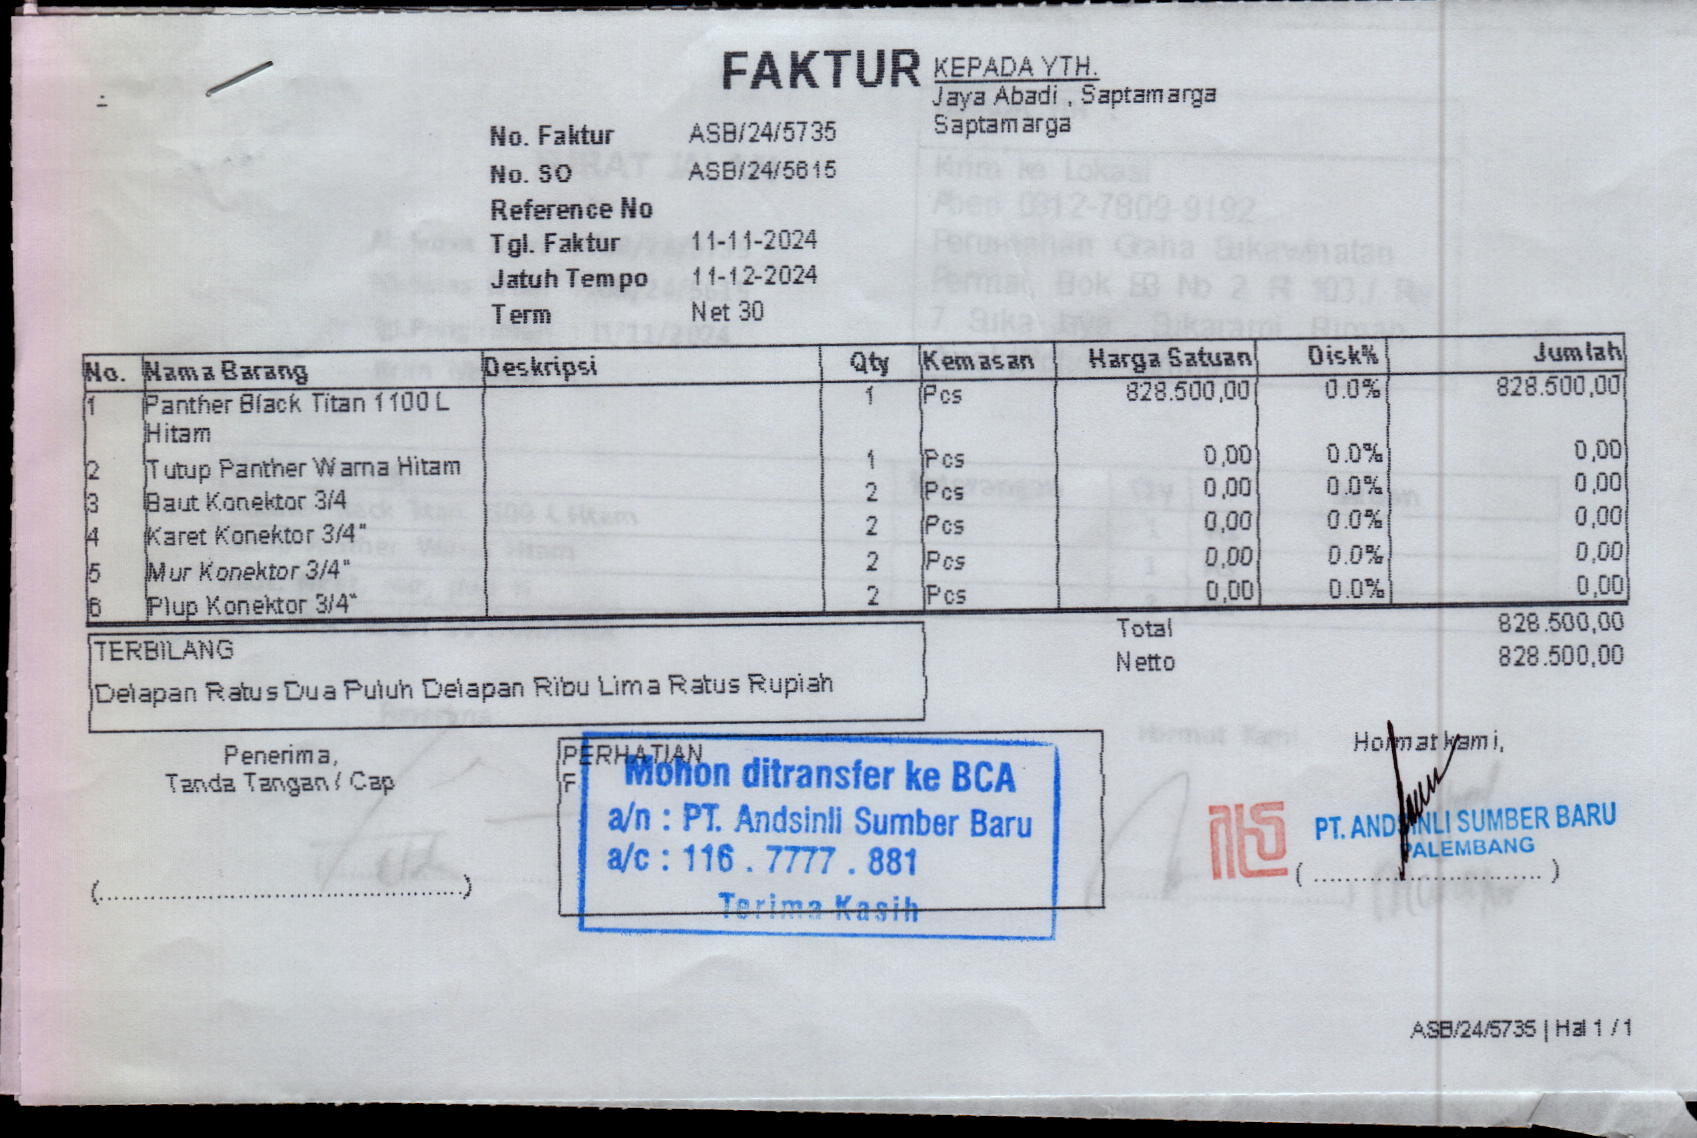 FAKTUR
KEPADA YTH.
Jaya Abadi , Saptamarga
Saptamarga
No. Faktur ASB/24/5735
No. SO ASB/24/5615
Reference No
Tgl. Faktur 11-11-2024
Jatuh Tempo 11-12-2024
Term Net 30
No. Nama Barang Deskripsi Qty Kemasan Harga Satuan Disk% Jumlah
1 Panther Black Titan 1100 L 1 Pcs 828.500,00 0.0% 828.500,00
Hitam
2 Tutup Panther Warna Hitam 1 Pcs 0,00 0.0% 0,00
3 Baut Konektor 3/4 2 Pcs 0,00 0.0% 0,00
4 Karet Konektor 3/4" 2 Pcs 0,00 0.0% 0,00
5 Mur Konektor 3/4" 2 Pcs 0,00 0.0% 0,00
6 Plup Konektor 3/4" 2 Pcs 0,00 0.0% 0,00
Total 828.500,00
Netto 828.500,00
TERBILANG
Delapan Ratus Dua Puluh Delapan Ribu Lima Ratus Rupiah
Penerima,
Tanda Tangan / Cap
(..........................................)
PERHATIAN
F
Mohon ditransfer ke BCA
a/n : PT. Andsinli Sumber Baru
a/c : 116 . 7777 . 881
Terima Kasih
Hormat kami,
PT. ANDSINLI SUMBER BARU
PALEMBANG
( .............................. )
ASB/24/5735 | Hal 1 / 1